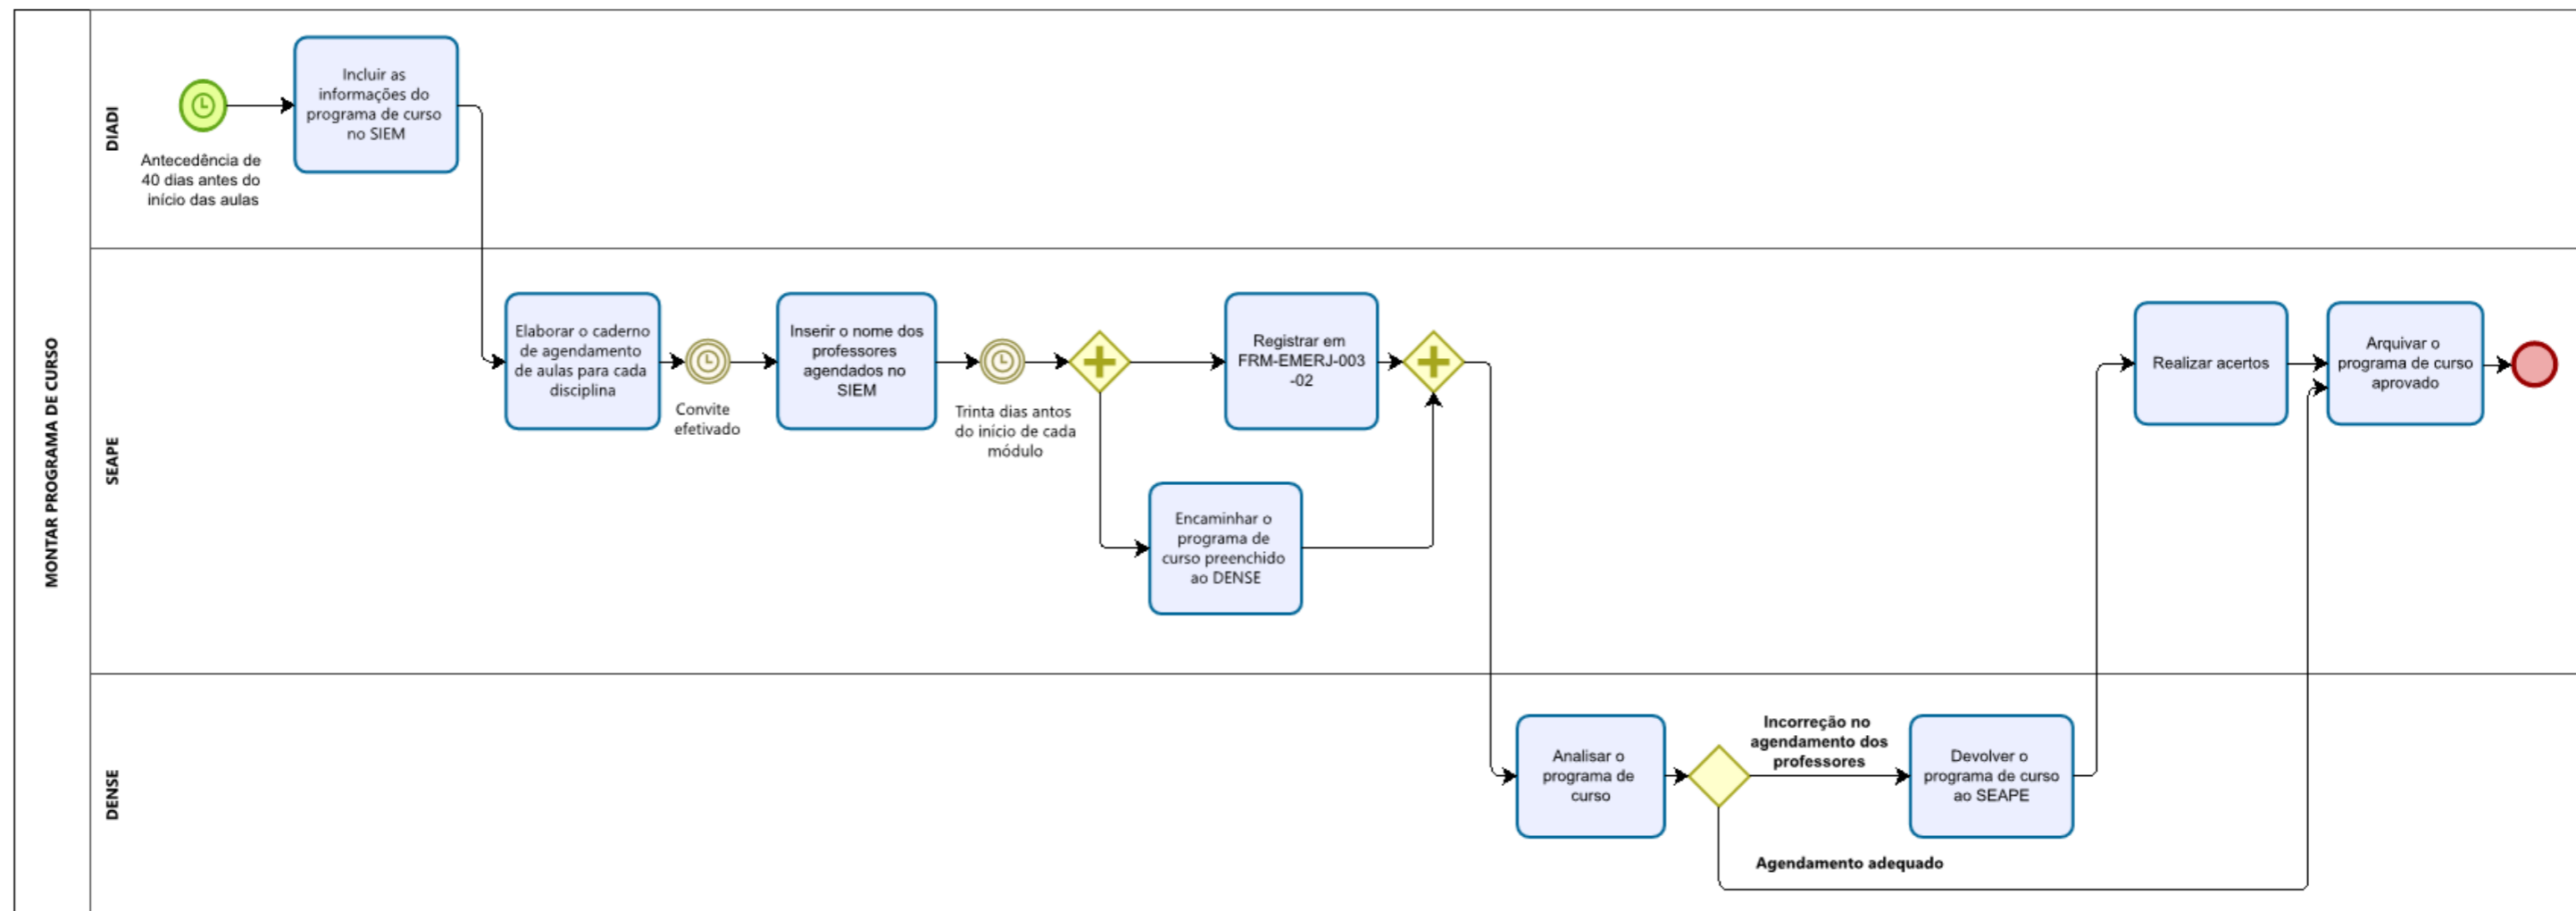 MONTAR PROGRAMA DE CURSO
DIADI
Antecedência de
40 dias antes do
início das aulas
Incluir as
informações do
programa de curso
no SIEM
SEAPE
Elaborar o caderno
de agendamento
de aulas para cada
disciplina
Convite
efetivado
Inserir o nome dos
professores
agendados no
SIEM
Trinta dias antos
do início de cada
módulo
Registrar em
FRM-EMERJ-003
-02
Encaminhar o
programa de
curso preenchido
ao DENSE
Realizar acertos
Arquivar o
programa de curso
aprovado
DENSE
Analisar o
programa de
curso
Incorreção no
agendamento dos
professores
Devolver o
programa de curso
ao SEAPE
Agendamento adequado